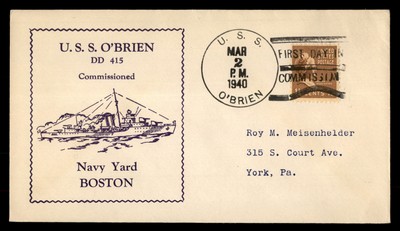 U. S. S. O'BRIEN
DD 415
Commissioned
Navy Yard
BOSTON
U. S. S.
MAR
2
P.M.
1940
O'BRIEN
FIRST DAY IN
COMMISSION
Roy M. Meisenhelder
315 S. Court Ave.
York, Pa.